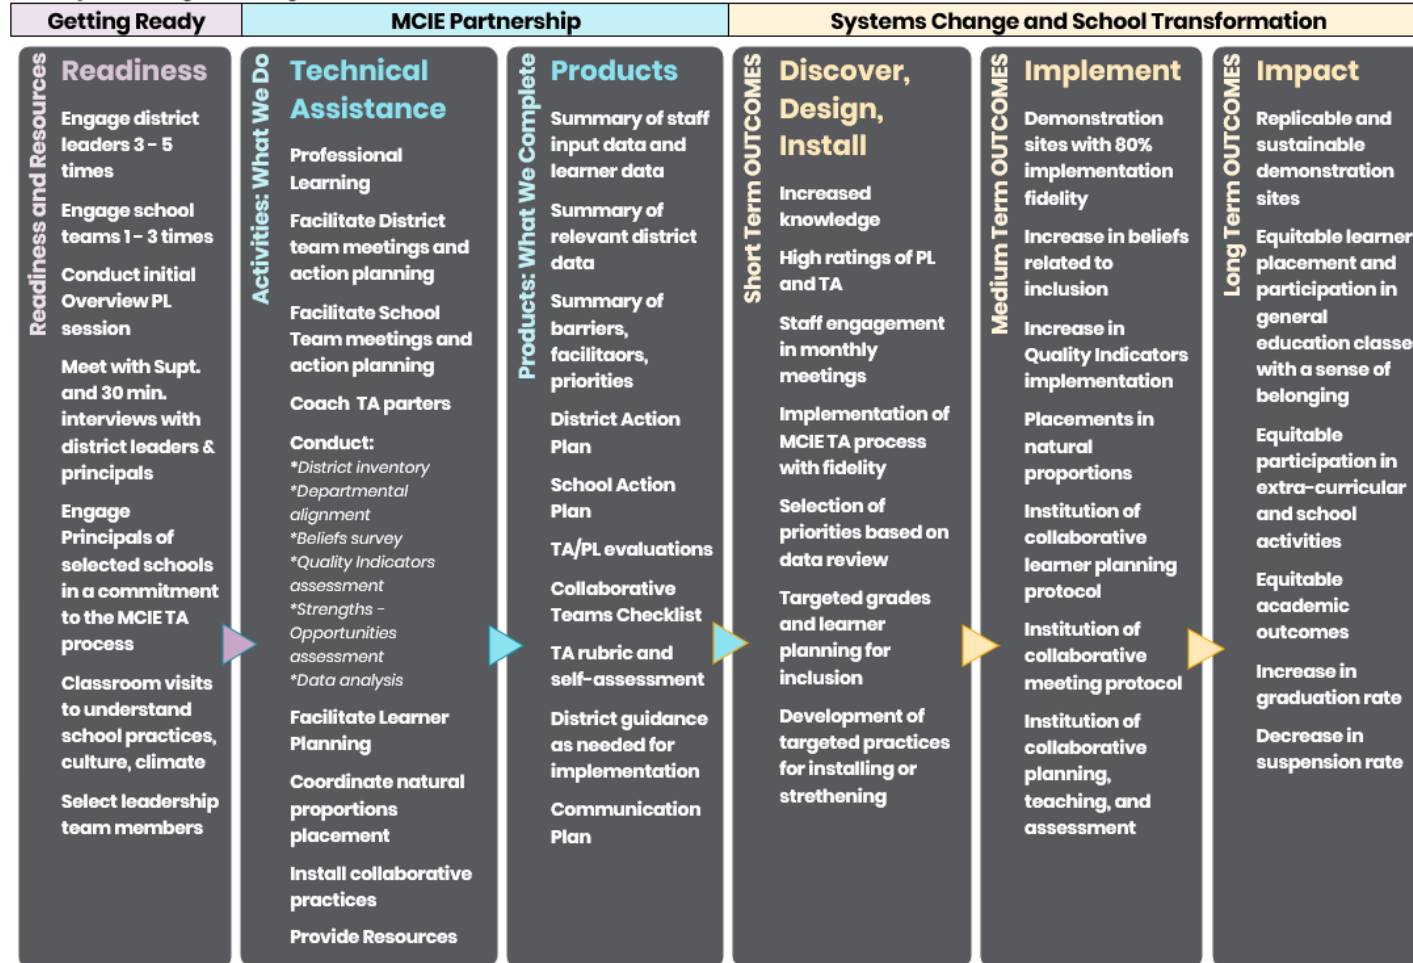 Getting Ready
MCIE Partnership
Systems Change and School Transformation
Readiness and Resources
Readiness
Engage district
leaders 3 - 5
times
Engage school
teams 1 - 3 times
Conduct initial
Overview PL
session
Meet with Supt.
and 30 min.
interviews with
district leaders &
principals
Engage
Principals of
selected schools
in a commitment
to the MCIE TA
process
Classroom visits
to understand
school practices,
culture, climate
Select leadership
team members
Activities: What We Do
Technical
Assistance
Professional
Learning
Facilitate District
team meetings and
action planning
Facilitate School
Team meetings and
action planning
Coach TA parters
Conduct:
*District inventory
*Departmental
alignment
*Beliefs survey
*Quality Indicators
assessment
*Strengths -
Opportunities
assessment
*Data analysis
Facilitate Learner
Planning
Coordinate natural
proportions
placement
Install collaborative
practices
Provide Resources
Products: What We Complete
Products
Summary of staff
input data and
learner data
Summary of
relevant district
data
Summary of
barriers,
facilitaors,
priorities
District Action
Plan
School Action
Plan
TA/PL evaluations
Collaborative
Teams Checklist
TA rubric and
self-assessment
District guidance
as needed for
implementation
Communication
Plan
Short Term OUTCOMES
Discover,
Design,
Install
Increased
knowledge
High ratings of PL
and TA
Staff engagement
in monthly
meetings
Implementation of
MCIE TA process
with fidelity
Selection of
priorities based on
data review
Targeted grades
and learner
planning for
inclusion
Development of
targeted practices
for installing or
strethening
Medium Term OUTCOMES
Implement
Demonstration
sites with 80%
implementation
fidelity
Increase in beliefs
related to
inclusion
Increase in
Quality Indicators
implementation
Placements in
natural
proportions
Institution of
collaborative
learner planning
protocol
Institution of
collaborative
meeting protocol
Institution of
collaborative
planning,
teaching, and
assessment
Long Term OUTCOMES
Impact
Replicable and
sustainable
demonstration
sites
Equitable learner
placement and
participation in
general
education classe
with a sense of
belonging
Equitable
participation in
extra-curricular
and school
activities
Equitable
academic
outcomes
Increase in
graduation rate
Decrease in
suspension rate